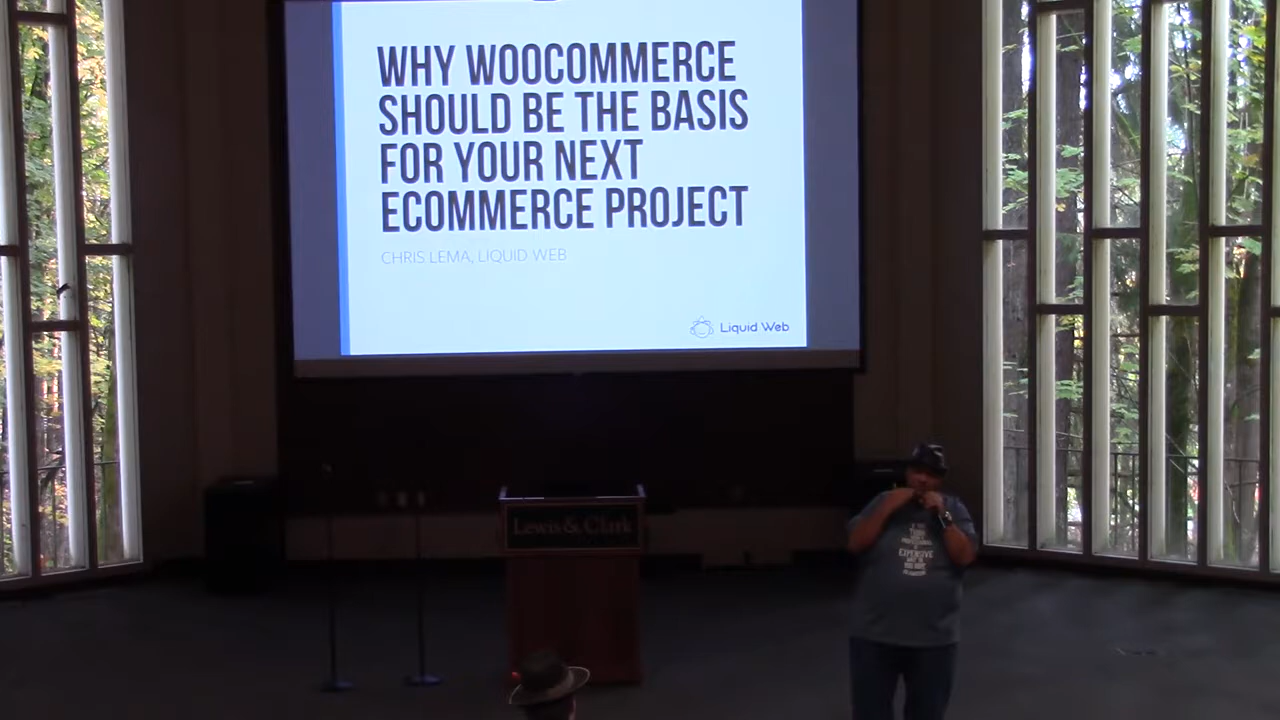 WHY WOOCOMMERCE
SHOULD BE THE BASIS
FOR YOUR NEXT
ECOMMERCE PROJECT
CHRIS LEMA, LIQUID WEB
Liquid Web
Lewis & Clark
EXPENSIVE